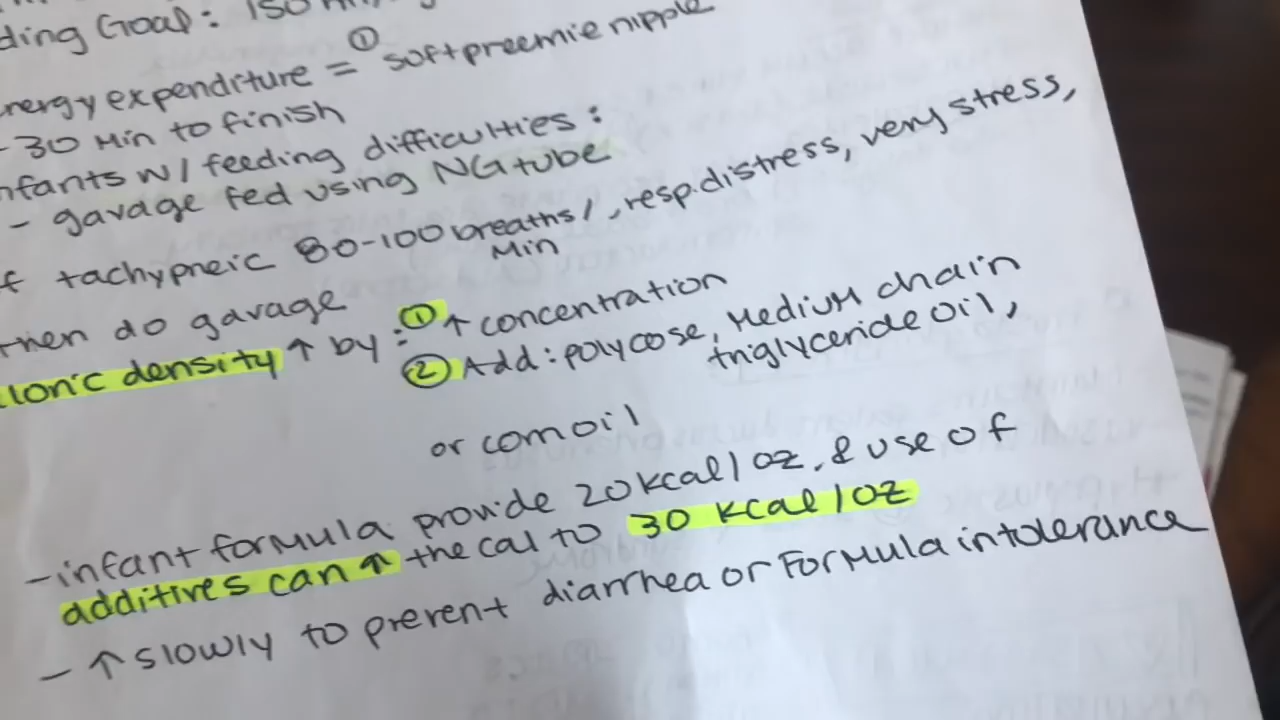 ding Goal: 150 ml/
nergy expenditure = ① soft preemie nipple
- 30 Min to finish
nfants w/ feeding difficulties:
- gavage fed using NG tube
f tachypneic 80-100 breaths/Min, resp. distress, very stress,
then do gavage
loric density ↑ by: ① ↑ concentration
② Add: polycose, Medium chain
triglyceride oil,
or corn oil
- infant formula provide 20 kcal/oz, & use of
additives can ↑ the cal to 30 kcal/oz
- ↑ slowly to prevent diarrhea or Formula intolerance